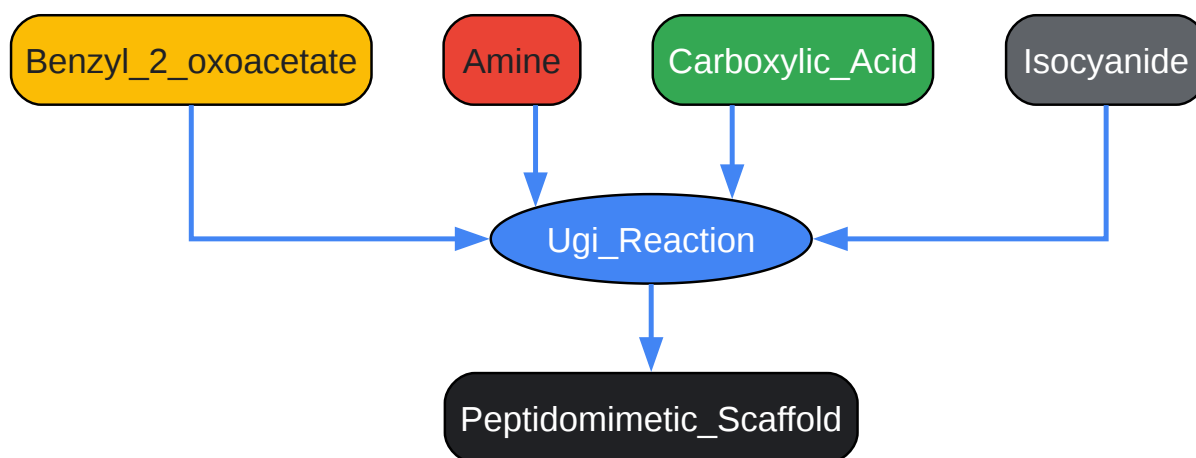 Benzyl_2_oxoacetate
Amine
Carboxylic_Acid
Isocyanide
Ugi_Reaction
Peptidomimetic_Scaffold